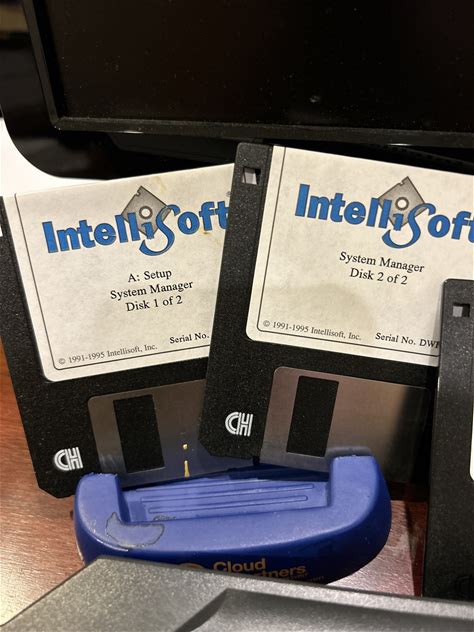 IntelliSoft
A: Setup
System Manager
Disk 1 of 2
© 1991-1995 Intellisoft, Inc.
Serial No.
CH
IntelliSoft
System Manager
Disk 2 of 2
© 1991-1995 Intellisoft, Inc.
Serial No. DWF
CH
Cloud